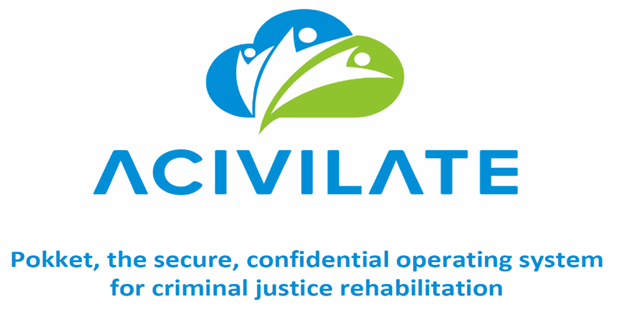 ACIVILATE
Pokket, the secure, confidential operating system
for criminal justice rehabilitation